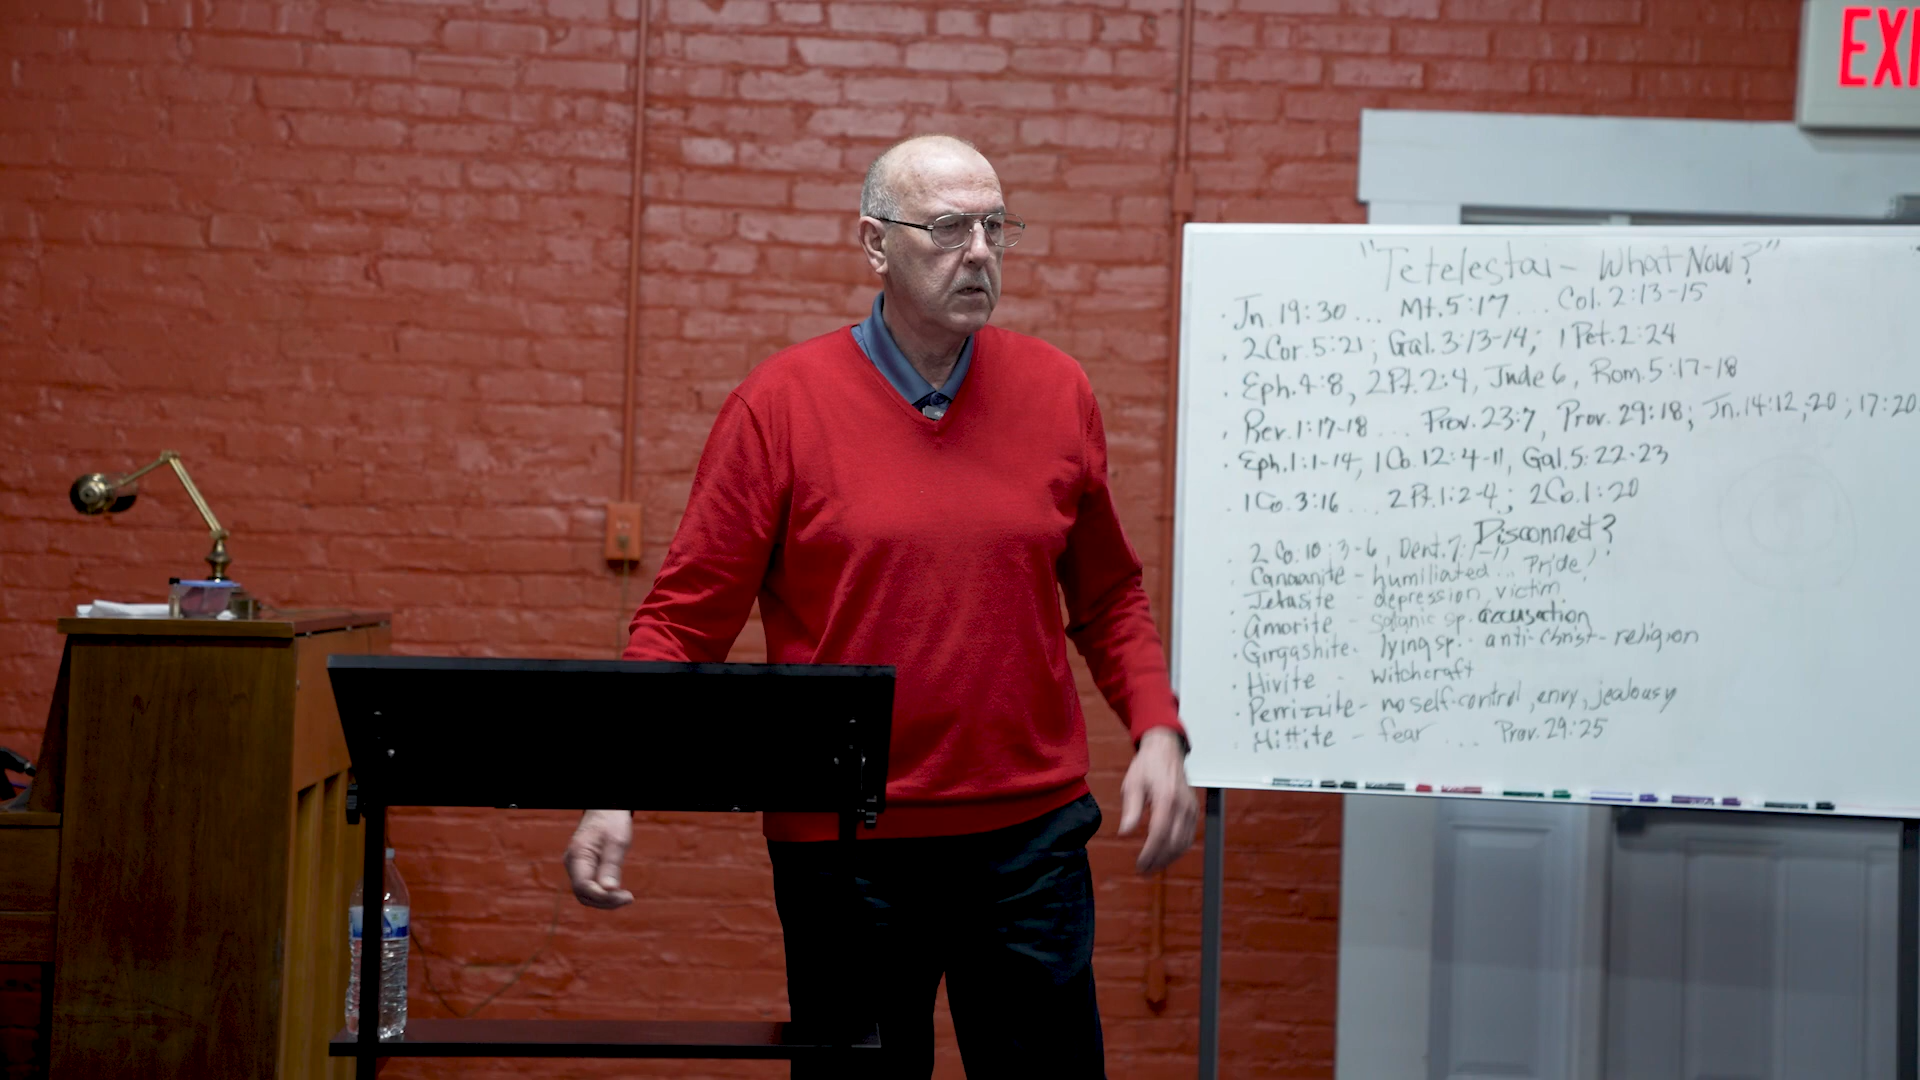 EXI
"Tetelestai - What Now?"
· Jn. 19:30 ... Mt. 5:17 ... Col. 2:13-15
· 2Cor. 5:21; Gal. 3:13-14; 1Pet. 2:24
· Eph. 4:8, 2Pt. 2:4, Jude 6, Rom. 5:17-18
· Rev. 1:17-18 ... Prov. 23:7, Prov. 29:18; Jn. 14:12, 20; 17:20
· Eph. 1:1-14, 1Co. 12:4-11, Gal. 5:22-23
· 1Co. 3:16 ... 2Pt. 1:2-4; 2Co. 1:20
Disconnect?
· 2 Co. 10:3-6, Deut. 7:1-11
· Canaanite - humiliated... Pride!
· Jebusite - depression, victim
· Amorite - satanic sp. accusation
· Girgashite - lying sp. - anti-christ - religion
· Hivite - witchcraft
· Perrizzite - no self-control, envy, jealousy
· Hittite - fear ... Prov. 29:25